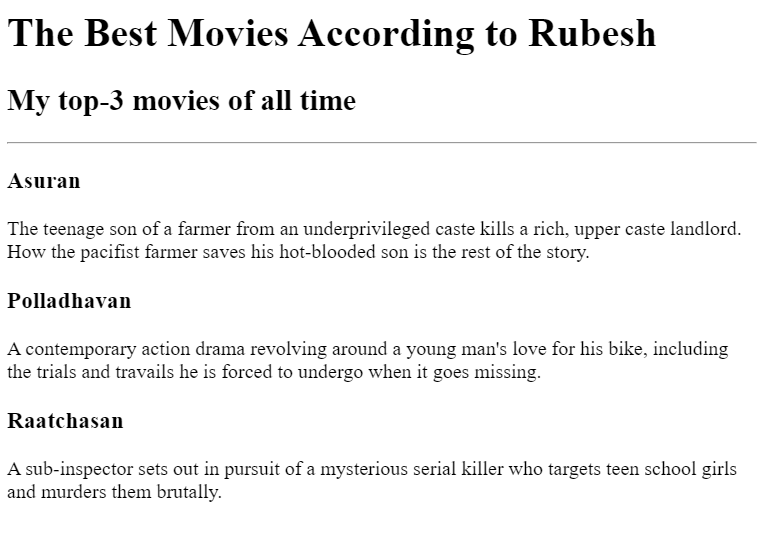 The Best Movies According to Rubesh
My top-3 movies of all time
Asuran
The teenage son of a farmer from an underprivileged caste kills a rich, upper caste landlord.
How the pacifist farmer saves his hot-blooded son is the rest of the story.
Polladhavan
A contemporary action drama revolving around a young man's love for his bike, including
the trials and travails he is forced to undergo when it goes missing.
Raatchasan
A sub-inspector sets out in pursuit of a mysterious serial killer who targets teen school girls
and murders them brutally.